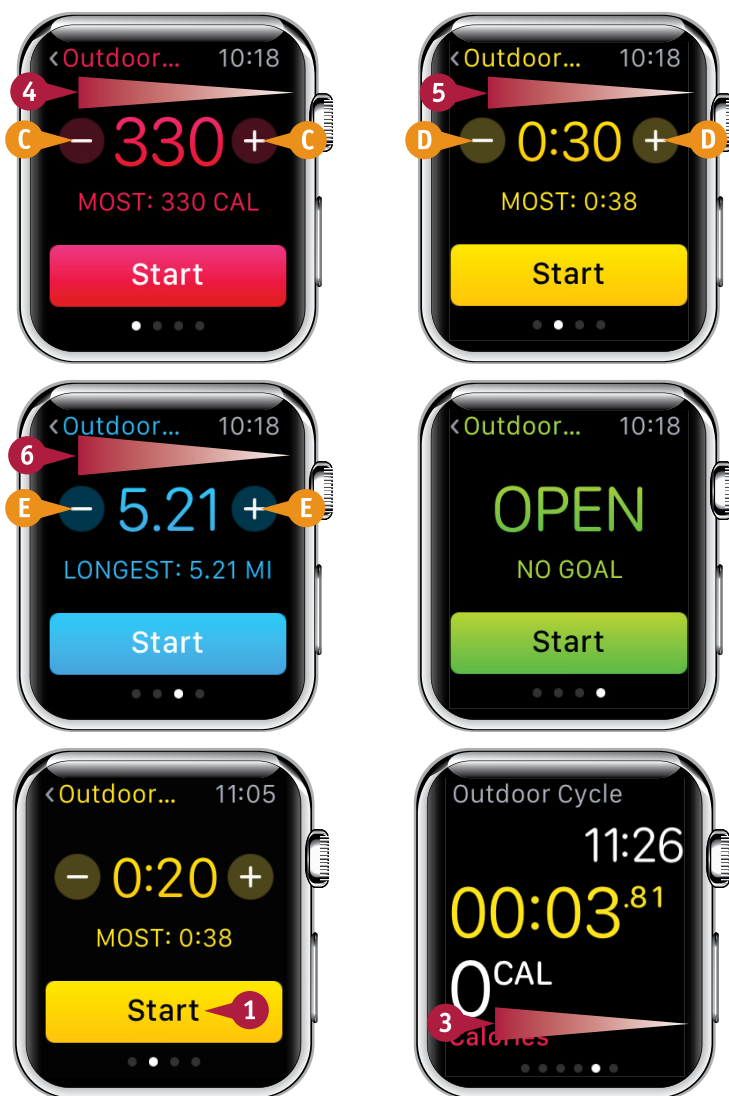 <Outdoor... 10:18
4
C − 330 + C
MOST: 330 CAL
Start
<Outdoor... 10:18
5
D − 0:30 + D
MOST: 0:38
Start
<Outdoor... 10:18
6
E − 5.21 + E
LONGEST: 5.21 MI
Start
<Outdoor... 10:18
OPEN
NO GOAL
Start
<Outdoor... 11:05
− 0:20 +
MOST: 0:38
Start 1
Outdoor Cycle
11:26
00:03.81
0CAL
3
Calories